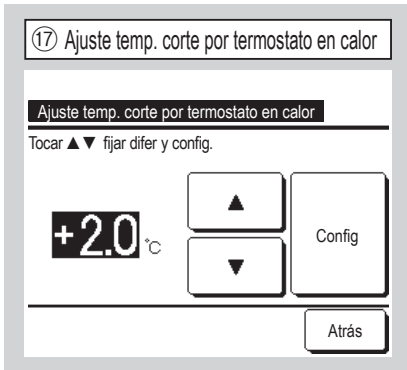 ⑰ Ajuste temp. corte por termostato en calor
Ajuste temp. corte por termostato en calor
Tocar ▲▼ fijar difer y config.
+2.0 °C
▲
▼
Config
Atrás